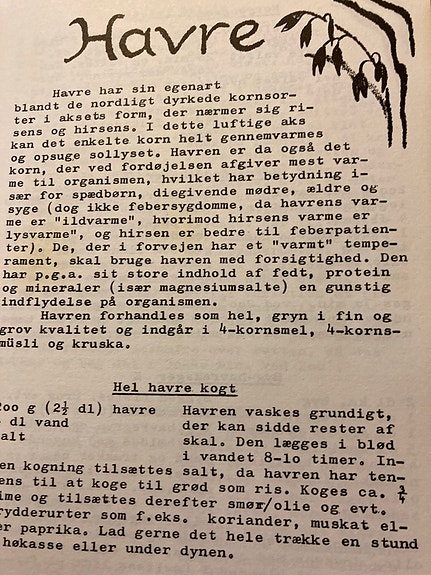 Havre
Havre har sin egenart
blandt de nordligt dyrkede kornsor-
ter i aksets form, der nærmer sig ri-
sens og hirsens. I dette luftige aks
kan det enkelte korn helt gennemvarmes
og opsuge sollyset. Havren er da også det
korn, der ved fordøjelsen afgiver mest var-
me til organismen, hvilket har betydning i-
sær for spædbørn, diegivende mødre, ældre og
syge (dog ikke febersygdomme, da havrens var-
me er "ildvarme", hvorimod hirsens varme er
lysvarme", og hirsen er bedre til feberpatien-
ter). De, der i forvejen har et "varmt" tempe-
rament, skal bruge havren med forsigtighed. Den
har p.g.a. sit store indhold af fedt, protein
og mineraler (især magnesiumsalte) en gunstig
indflydelse på organismen.
Havren forhandles som hel, gryn i fin og
grov kvalitet og indgår i 4-kornsmel, 4-korns-
müsli og kruska.
Hel havre kogt
2oo g (2½ dl) havre
dl vand
alt
Havren vaskes grundigt,
der kan sidde rester af
skal. Den lægges i blød
i vandet 8-1o timer. In-
en kogning tilsættes salt, da havren har ten-
ens til at koge til grød som ris. Koges ca. ¾
ime og tilsættes derefter smør/olie og evt.
rydderurter som f.eks. koriander, muskat el-
er paprika. Lad gerne det hele trække en stund
høkasse eller under dynen.